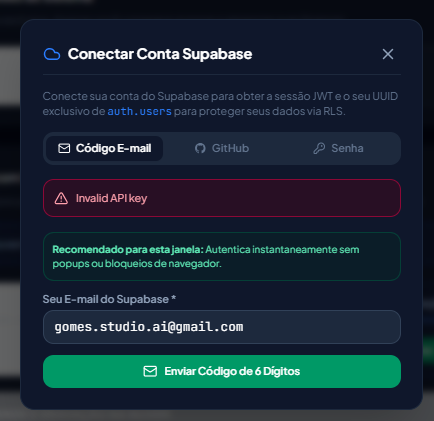 Conectar Conta Supabase
Conecte sua conta do Supabase para obter a sessão JWT e o seu UUID
exclusivo de auth.users para proteger seus dados via RLS.
Código E-mail
GitHub
Senha
Invalid API key
Recomendado para esta janela: Autentica instantaneamente sem
popups ou bloqueios de navegador.
Seu E-mail do Supabase *
gomes.studio.ai@gmail.com
Enviar Código de 6 Dígitos